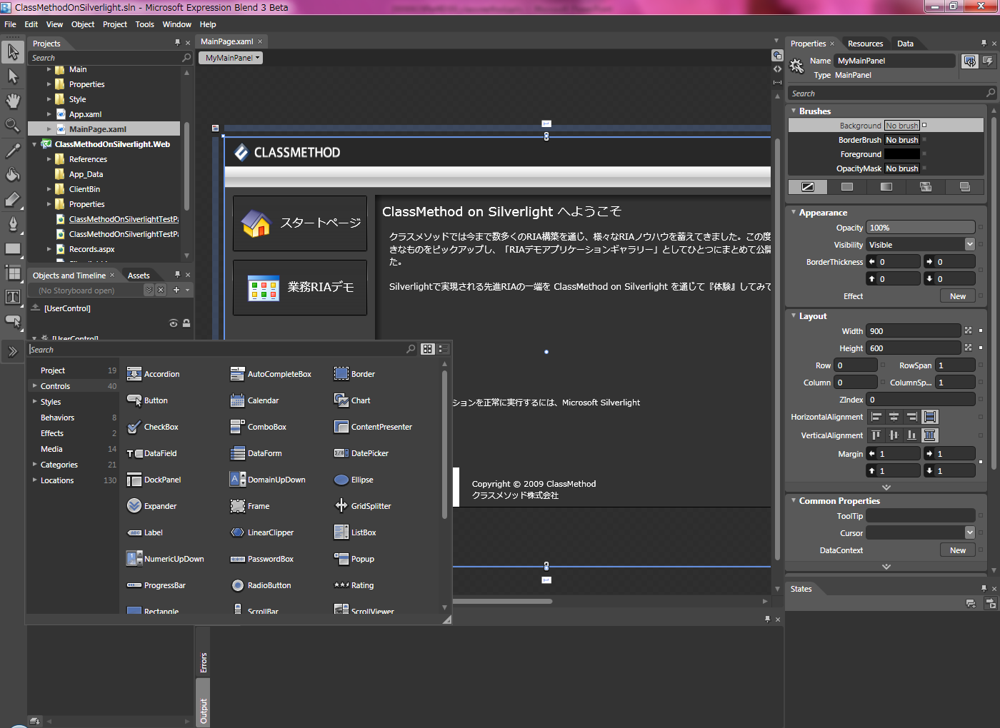 ClassMethodOnSilverlight.sln - Microsoft Expression Blend 3 Beta
File Edit View Object Project Tools Window Help
Projects
Search
Main
Properties
Style
App.xaml
MainPage.xaml
ClassMethodOnSilverlight.Web
References
App_Data
ClientBin
Properties
ClassMethodOnSilverlightTestPa
ClassMethodOnSilverlightTestPa
Records.aspx
Objects and Timeline Assets
(No Storyboard open)
[UserControl]
[UserControl]
MainPage.xaml
MyMainPanel
CLASSMETHOD
スタートページ
業務RIAデモ
ClassMethod on Silverlight へようこそ
クラスメソッドでは今まで数多くのRIA構築を通じ、様々なRIAノウハウを蓄えてきました。この度
きなものをピックアップし、「RIAデモアプリケーションギャラリー」としてひとつにまとめて公開
た。
Silverlightで実現される先進RIAの一端を ClassMethod on Silverlight を通じて『体験』してみて
ションを正常に実行するには、Microsoft Silverlight
Copyright © 2009 ClassMethod
クラスメソッド株式会社
Search
Project 19
Controls 40
Styles
Behaviors 8
Effects 2
Media 14
Categories 21
Locations 130
Accordion AutoCompleteBox Border
Button Calendar Chart
CheckBox ComboBox ContentPresenter
DataField DataForm DatePicker
DockPanel DomainUpDown Ellipse
Expander Frame GridSplitter
Label LinearClipper ListBox
NumericUpDown PasswordBox Popup
ProgressBar RadioButton Rating
Rectangle ScrollBar ScrollViewer
Errors
Output
Properties Resources Data
Name MyMainPanel
Type MainPanel
Search
Brushes
Background No brush
BorderBrush No brush
Foreground
OpacityMask No brush
Appearance
Opacity 100%
Visibility Visible
BorderThickness 0 0
0 0
Effect New
Layout
Width 900
Height 600
Row 0 RowSpan 1
Column 0 ColumnSp... 1
ZIndex 0
HorizontalAlignment
VerticalAlignment
Margin 1 1
1 1
Common Properties
ToolTip
Cursor
DataContext New
States